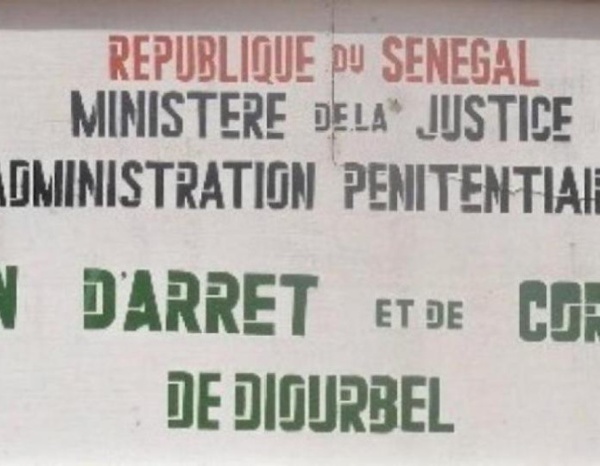 REPUBLIQUE DU SENEGAL
MINISTERE DE LA JUSTICE
ADMINISTRATION PENITENTIAI
N D'ARRET ET DE COR
DE DIOURBEL